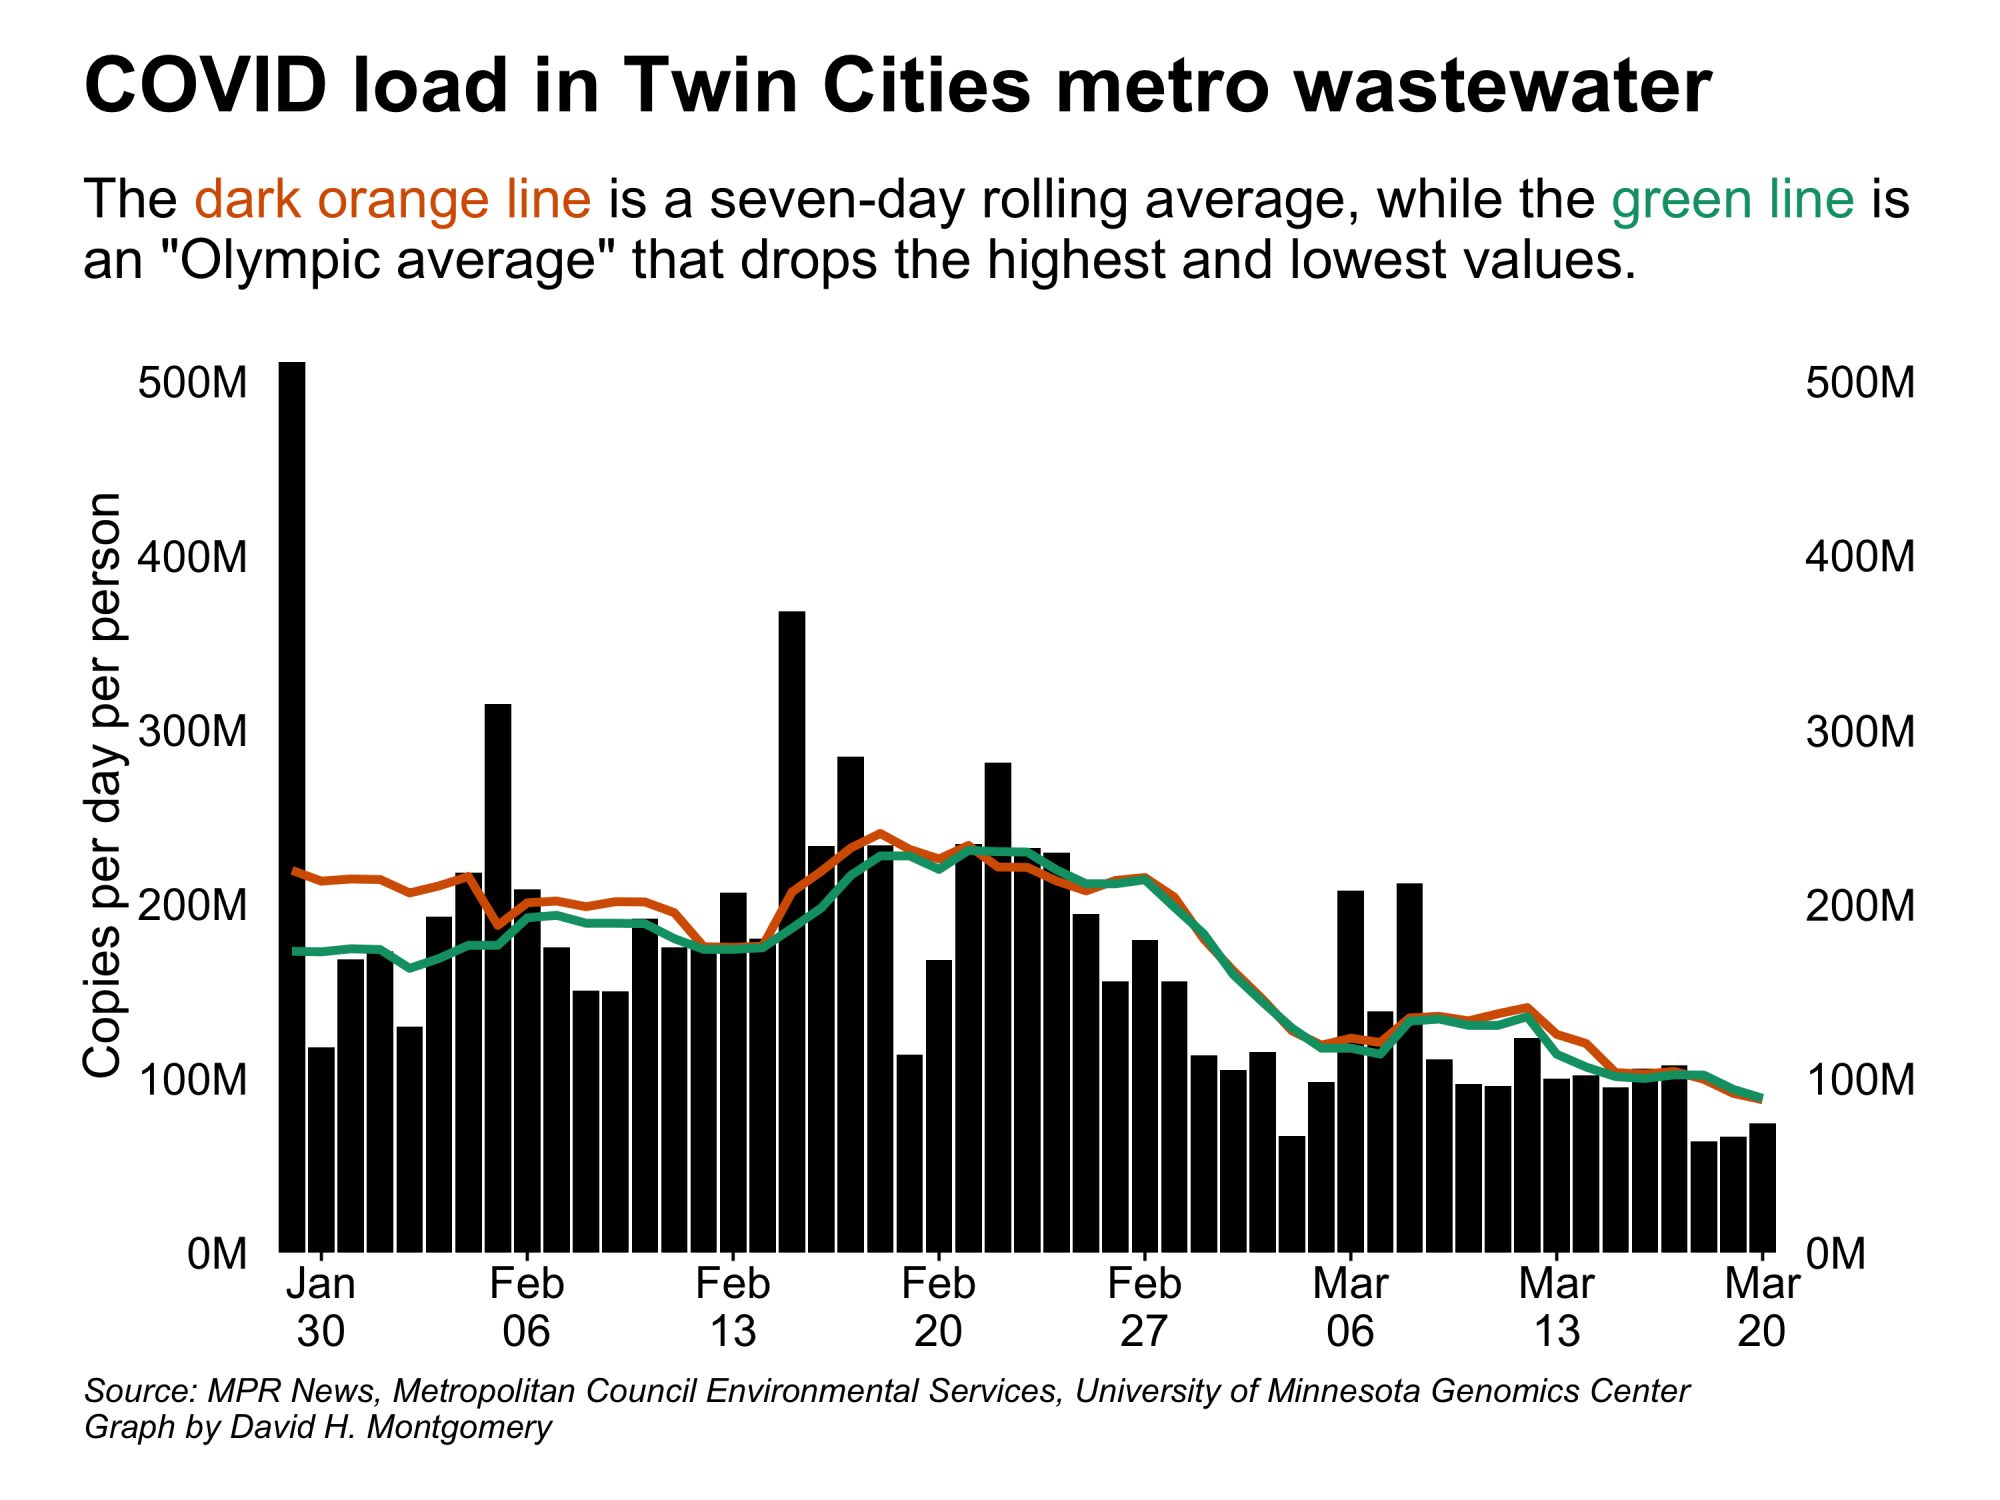 COVID load in Twin Cities metro wastewater
The dark orange line is a seven-day rolling average, while the green line is
an "Olympic average" that drops the highest and lowest values.
Copies per day per person
500M
400M
300M
200M
100M
0M
500M
400M
300M
200M
100M
0M
Jan
30
Feb
06
Feb
13
Feb
20
Feb
27
Mar
06
Mar
13
Mar
20
Source: MPR News, Metropolitan Council Environmental Services, University of Minnesota Genomics Center
Graph by David H. Montgomery